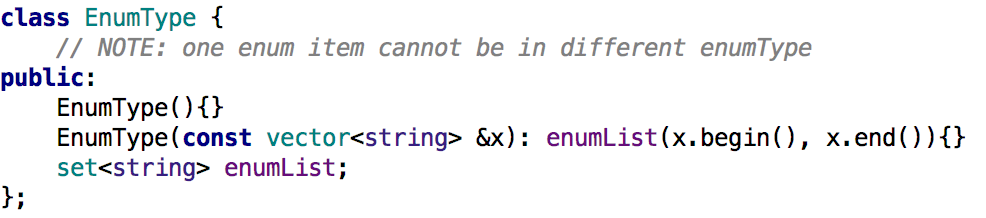 class EnumType {
    // NOTE: one enum item cannot be in different enumType
public:
    EnumType(){}
    EnumType(const vector<string> &x): enumList(x.begin(), x.end()){}
    set<string> enumList;
};